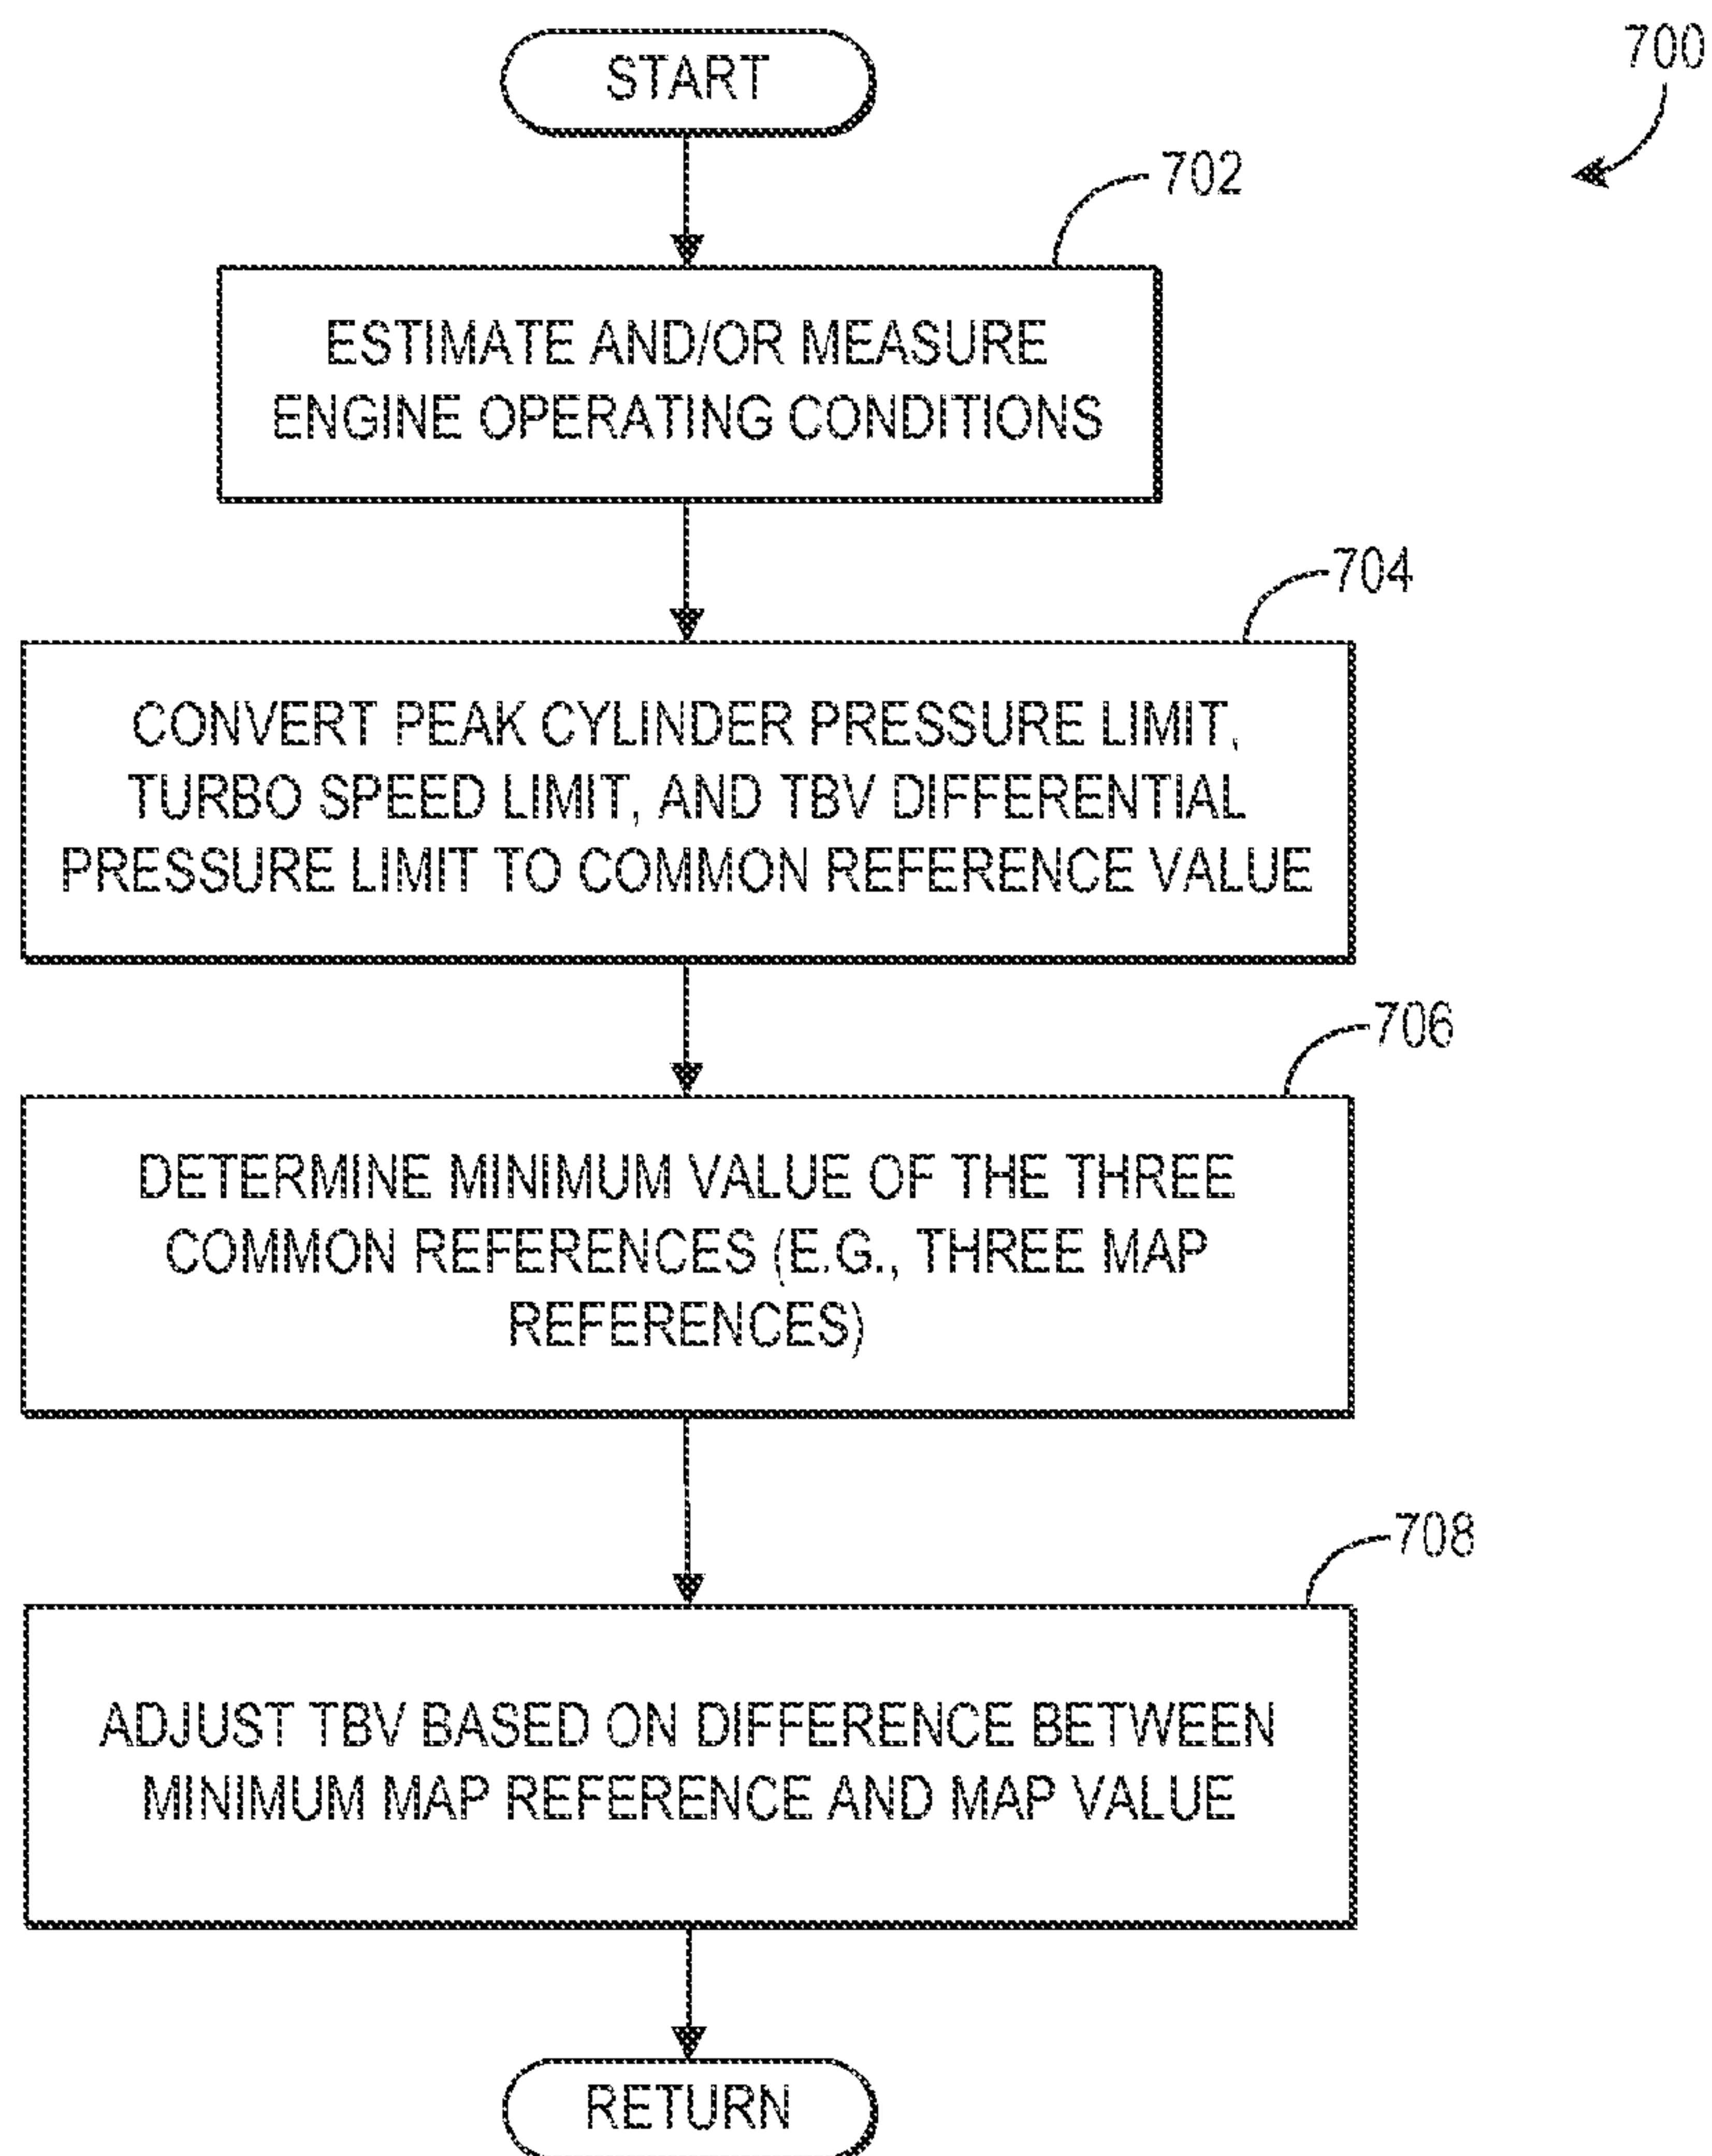 START
700
702
ESTIMATE AND/OR MEASURE
ENGINE OPERATING CONDITIONS
704
CONVERT PEAK CYLINDER PRESSURE LIMIT,
TURBO SPEED LIMIT, AND TBV DIFFERENTIAL
PRESSURE LIMIT TO COMMON REFERENCE VALUE
706
DETERMINE MINIMUM VALUE OF THE THREE
COMMON REFERENCES (E.G., THREE MAP
REFERENCES)
708
ADJUST TBV BASED ON DIFFERENCE BETWEEN
MINIMUM MAP REFERENCE AND MAP VALUE
RETURN